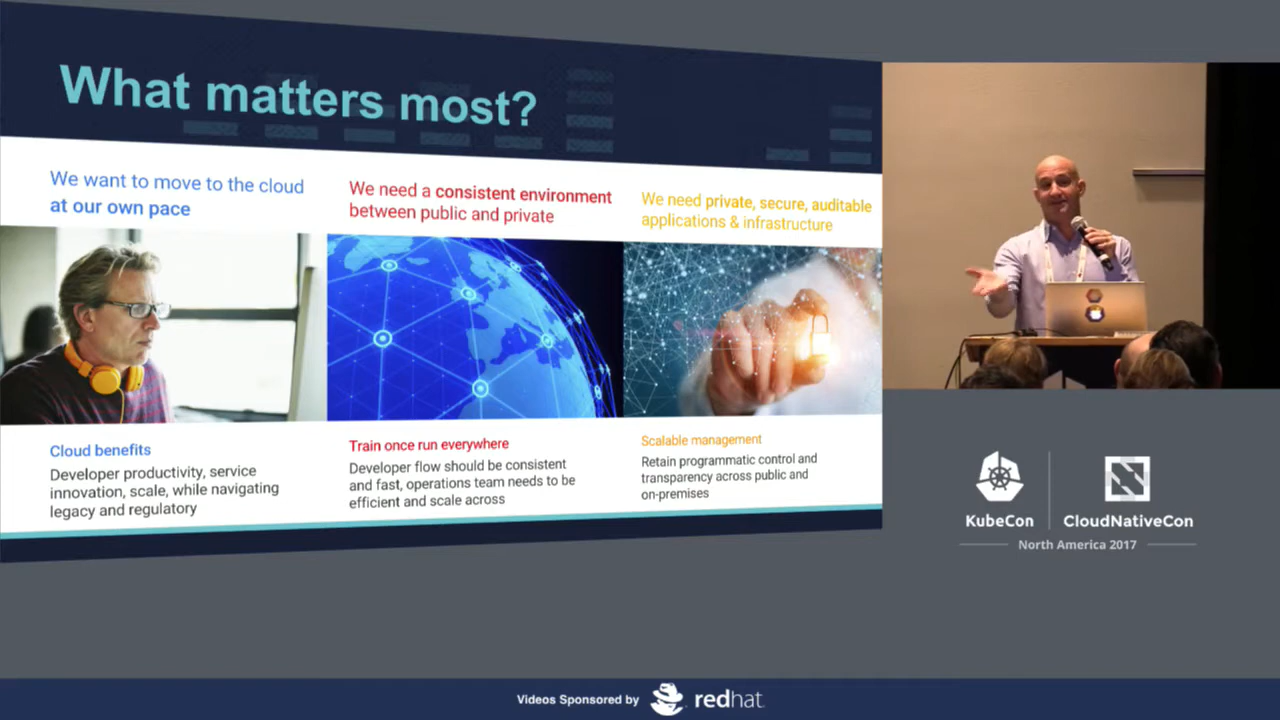 What matters most?
We want to move to the cloud
at our own pace
We need a consistent environment
between public and private
We need private, secure, auditable
applications & infrastructure
Cloud benefits
Developer productivity, service
innovation, scale, while navigating
legacy and regulatory
Train once run everywhere
Developer flow should be consistent
and fast, operations team needs to be
efficient and scale across
Scalable management
Retain programmatic control and
transparency across public and
on-premises
KubeCon
CloudNativeCon
North America 2017
Videos Sponsored by
redhat.